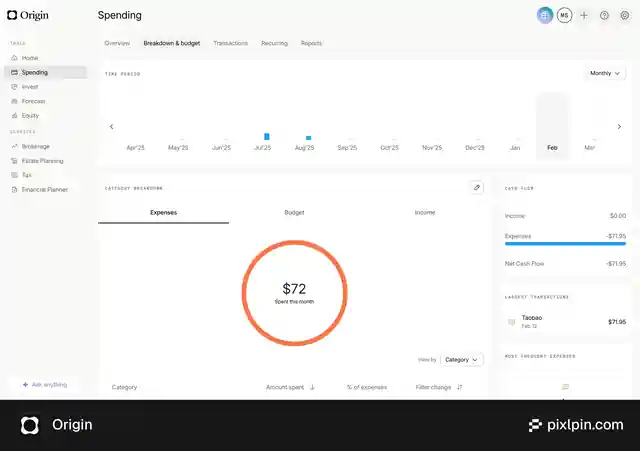 Origin
Spending
MS
Overview
Breakdown & budget
Transactions
Recurring
Reports
TOOLS
Home
Spending
Invest
Forecast
Equity
SERVICES
Brokerage
Estate Planning
Tax
Financial Planner
Ask anything
TIME PERIOD
Monthly
Apr'25
May'25
Jun'25
Jul'25
Aug'25
Sep'25
Oct'25
Nov'25
Dec'25
Jan
Feb
Mar
CATEGORY BREAKDOWN
Expenses
Budget
Income
$72
Spent this month
View by
Category
Category
Amount spent
% of expenses
Filter change
CASH FLOW
Income
$0.00
Expenses
-$71.95
Net Cash Flow
-$71.95
LARGEST TRANSACTIONS
Taobao
Feb 12
$71.95
MOST FREQUENT EXPENSES
Origin
pixlpin.com